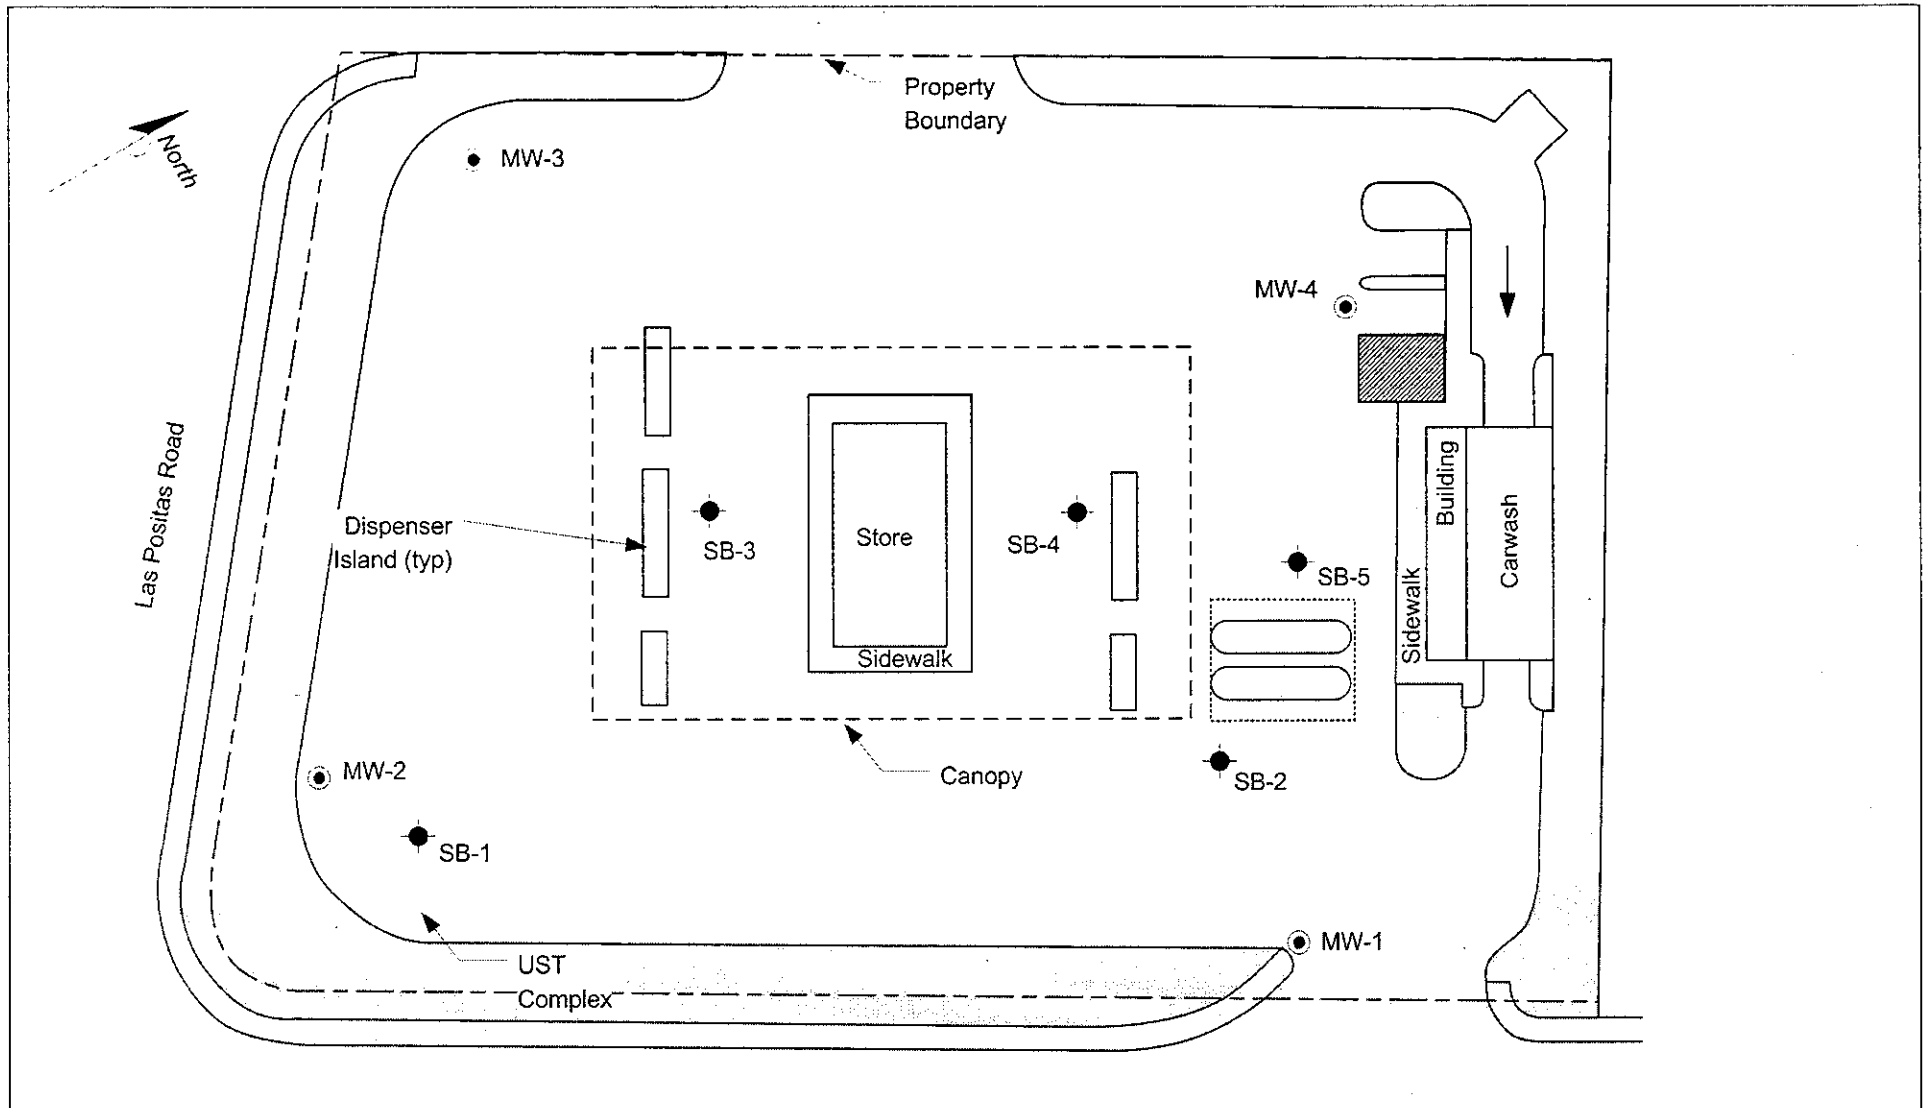 Property
Boundary
North
MW-3
MW-4
Las Positas Road
Dispenser
Island (typ)
SB-3
Store
Sidewalk
SB-4
SB-5
Sidewalk
Building
Carwash
MW-2
Canopy
SB-2
SB-1
MW-1
UST
Complex